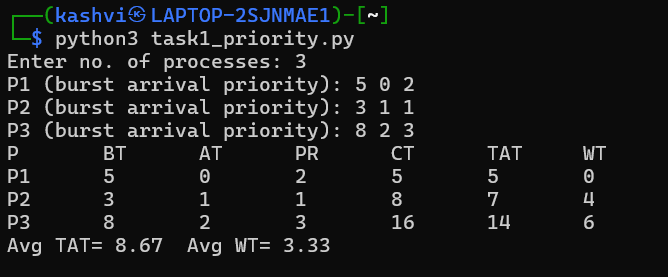 ┌──(kashvi㉿LAPTOP-2SJNMAE1)-[~]
└─$ python3 task1_priority.py
Enter no. of processes: 3
P1 (burst arrival priority): 5 0 2
P2 (burst arrival priority): 3 1 1
P3 (burst arrival priority): 8 2 3
P	BT	AT	PR	CT	TAT	WT
P1	5	0	2	5	5	0
P2	3	1	1	8	7	4
P3	8	2	3	16	14	6
Avg TAT= 8.67  Avg WT= 3.33